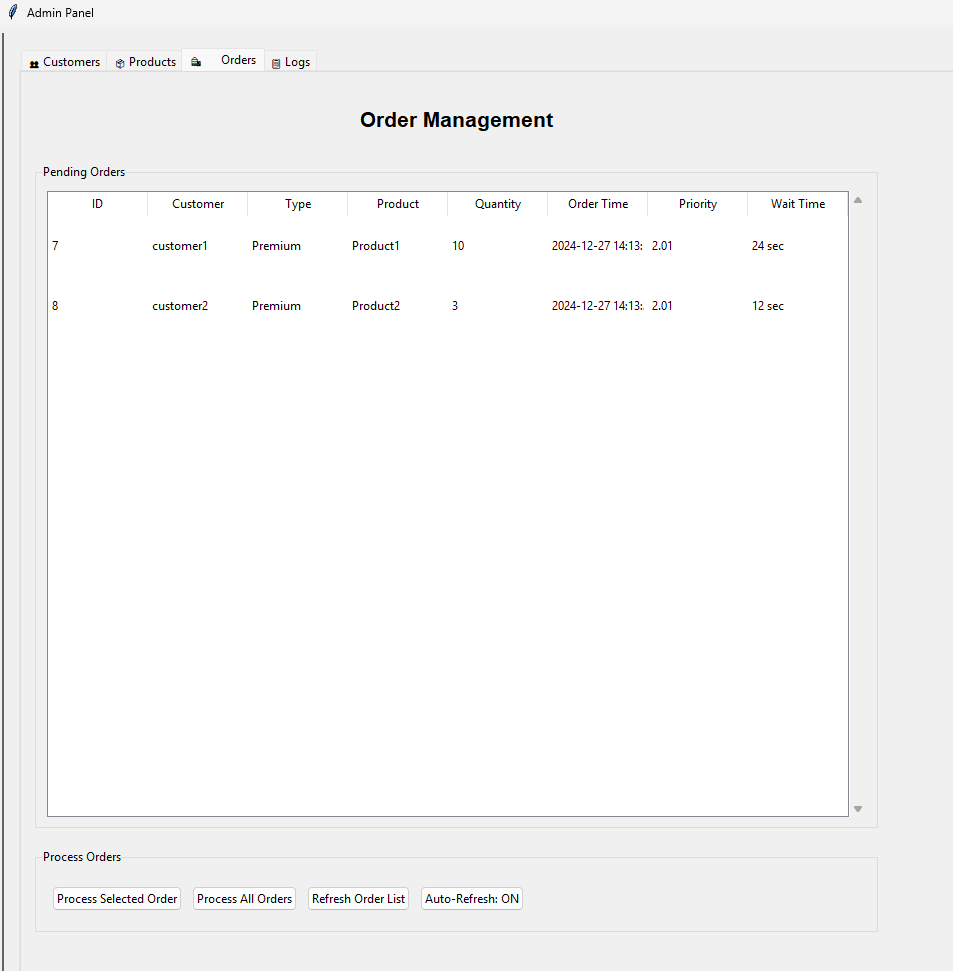 Admin Panel
Customers Products Orders Logs
Order Management
Pending Orders
ID Customer Type Product Quantity Order Time Priority Wait Time
7 customer1 Premium Product1 10 2024-12-27 14:13: 2.01 24 sec
8 customer2 Premium Product2 3 2024-12-27 14:13: 2.01 12 sec
Process Orders
Process Selected Order Process All Orders Refresh Order List Auto-Refresh: ON